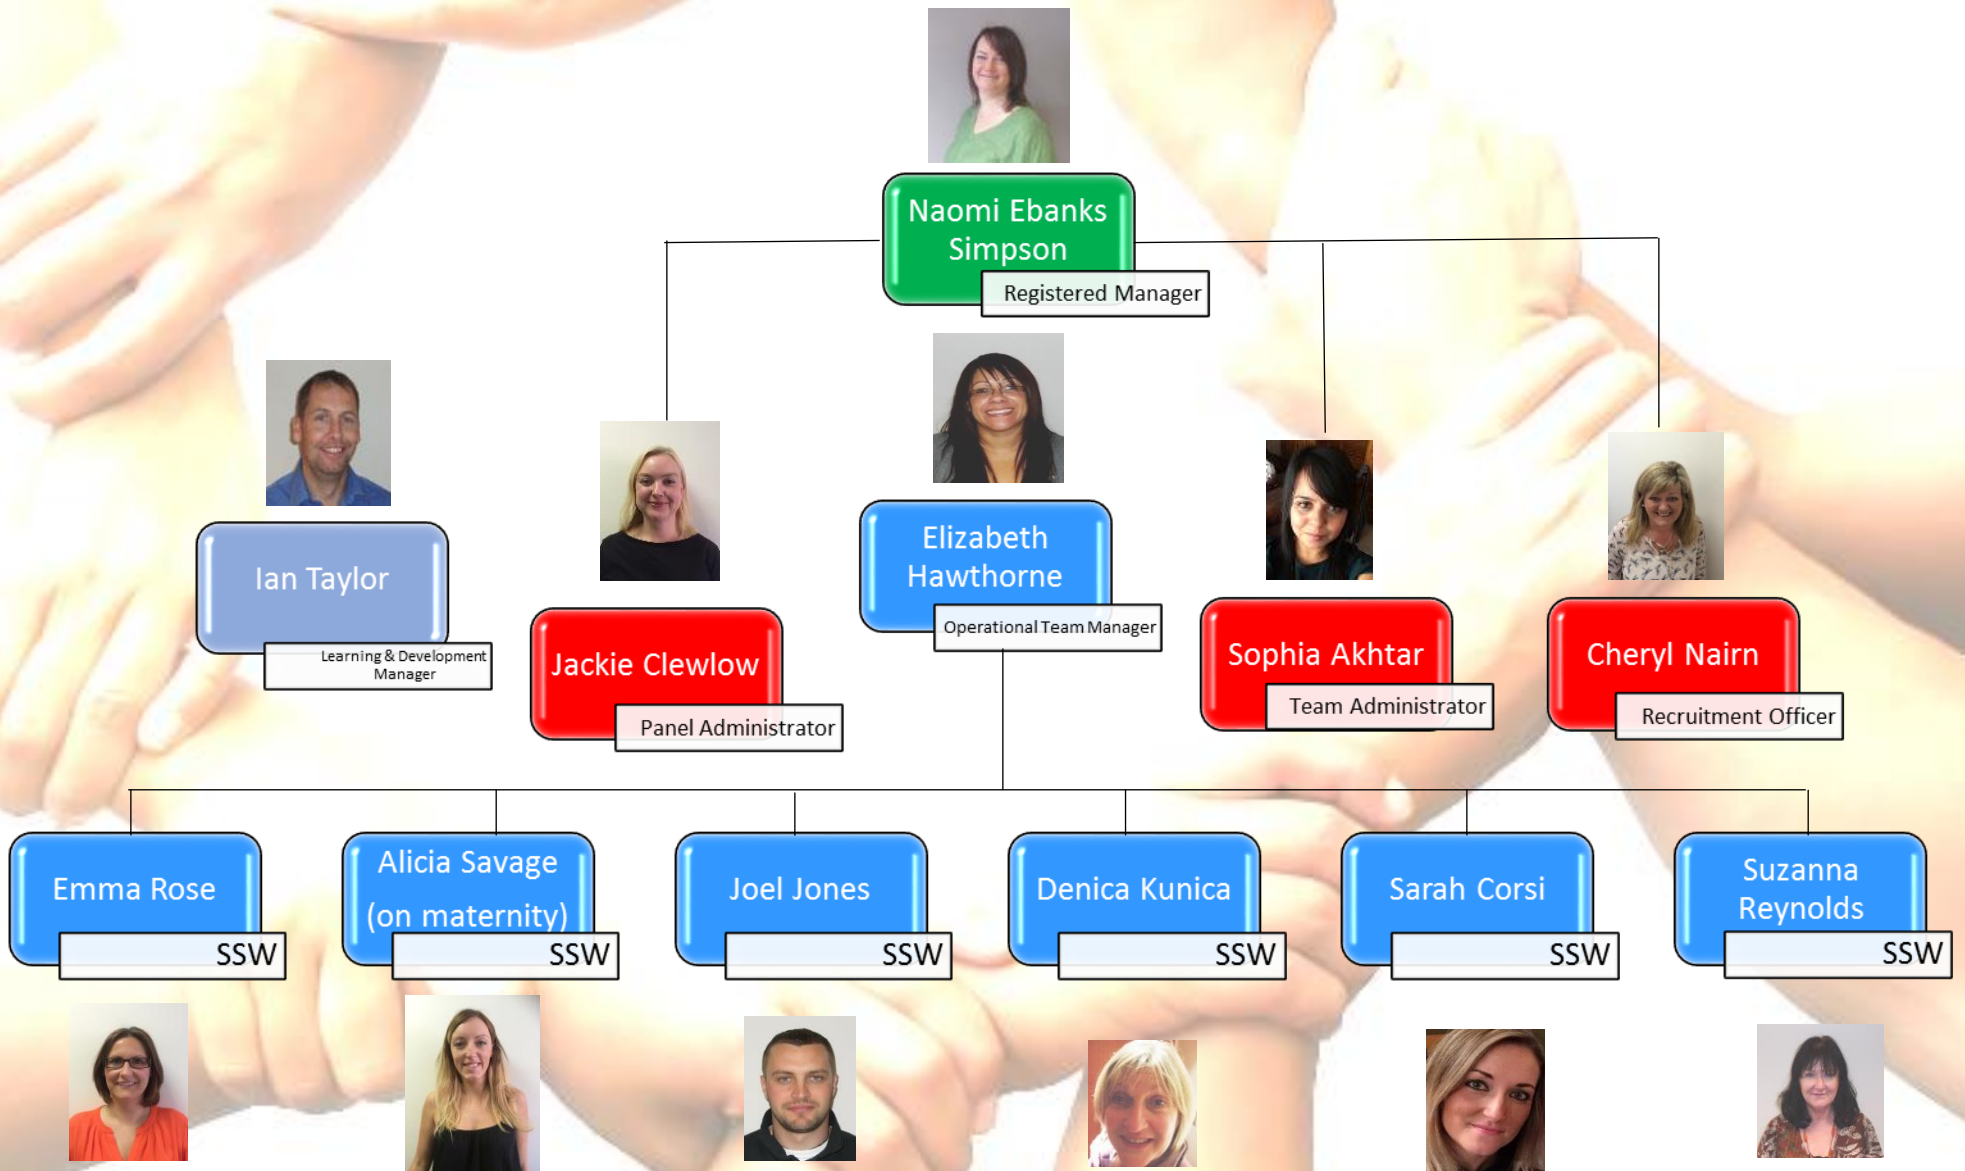 Naomi Ebanks
Simpson
Registered Manager
Ian Taylor
Learning & Development
Manager
Jackie Clewlow
Panel Administrator
Elizabeth
Hawthorne
Operational Team Manager
Sophia Akhtar
Team Administrator
Cheryl Nairn
Recruitment Officer
Emma Rose
SSW
Alicia Savage
(on maternity)
SSW
Joel Jones
SSW
Denica Kunica
SSW
Sarah Corsi
SSW
Suzanna
Reynolds
SSW